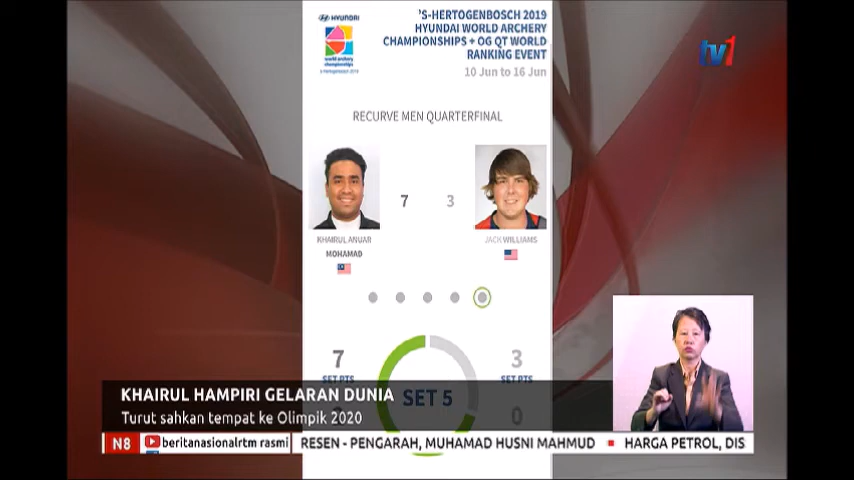 HYUNDAI
world archery
championships
'S-HERTOGENBOSCH 2019
HYUNDAI WORLD ARCHERY
CHAMPIONSHIPS + OG QT WORLD
RANKING EVENT
10 Jun to 16 Jun
tv1
RECURVE MEN QUARTERFINAL
7 3
KHAIRUL ANUAR
MOHAMAD
JACK WILLIAMS
7 3
SET PTS SET PTS
SET 5
0
KHAIRUL HAMPIRI GELARAN DUNIA
Turut sahkan tempat ke Olimpik 2020
N8 beritanasionalrtm rasmi RESEN - PENGARAH, MUHAMAD HUSNI MAHMUD HARGA PETROL, DIS